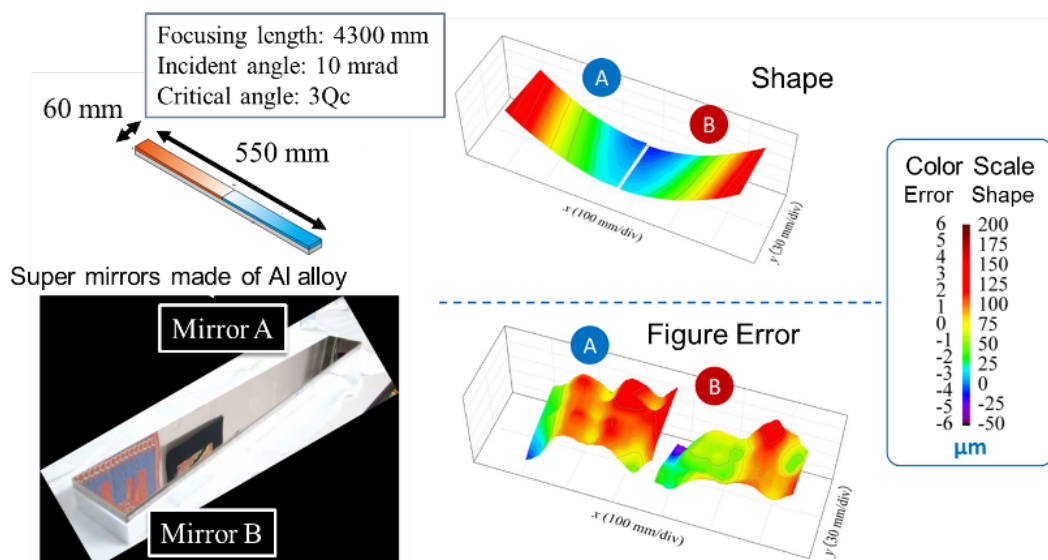 Focusing length: 4300 mm
Incident angle: 10 mrad
Critical angle: 3Qc
60 mm
550 mm
Super mirrors made of Al alloy
Mirror A
Mirror B
A
B
Shape
x (100 mm/div)
y (30 mm/div)
Figure Error
A
B
x (100 mm/div)
y (30 mm/div)
Color Scale
Error Shape
6 200
5 175
4 150
3 125
2 100
1 75
0 50
-1 25
-2 0
-3 -25
-4 -50
-5
-6
μm